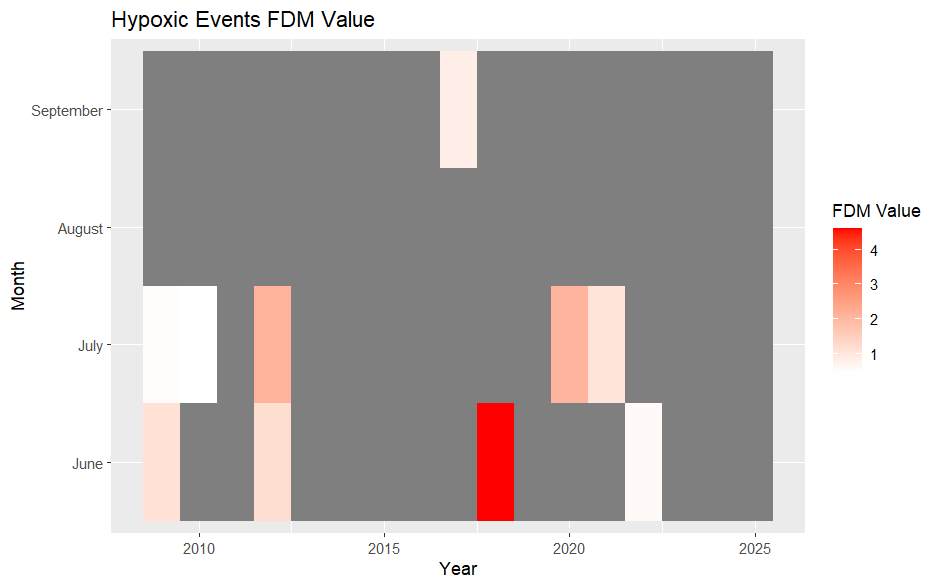 Hypoxic Events FDM Value
September
August
July
June
Month
2010
2015
2020
2025
Year
FDM Value
4
3
2
1